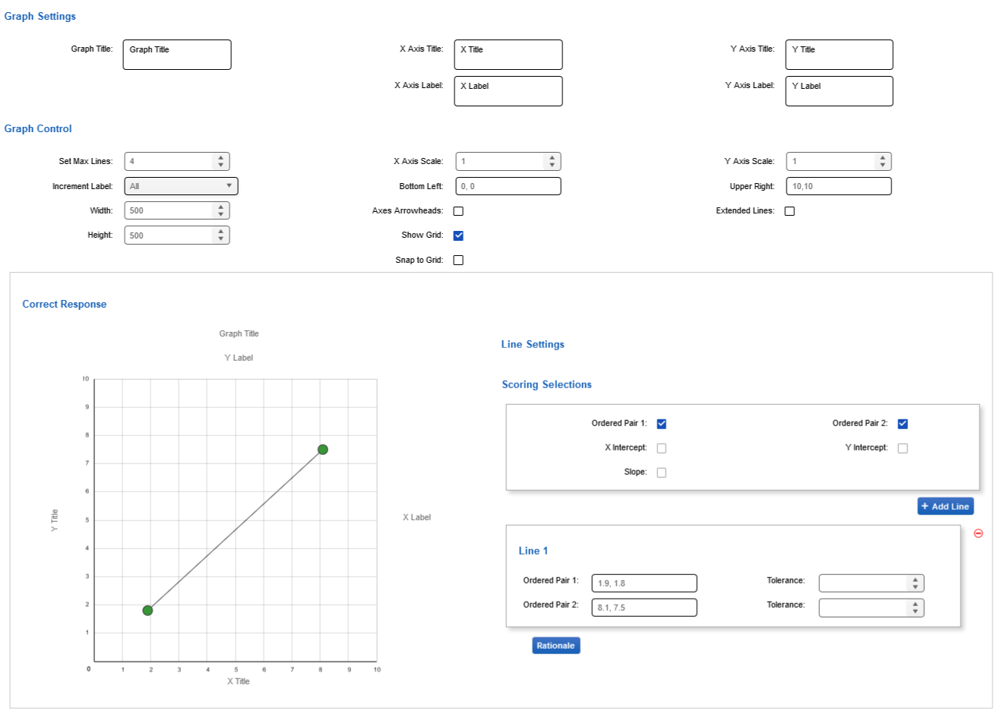 Graph Settings
Graph Title: Graph Title
X Axis Title: X Title
Y Axis Title: Y Title
X Axis Label: X Label
Y Axis Label: Y Label
Graph Control
Set Max Lines: 4
X Axis Scale: 1
Y Axis Scale: 1
Increment Label: All
Bottom Left: 0, 0
Upper Right: 10,10
Width: 500
Axes Arrowheads:
Extended Lines:
Height: 500
Show Grid:
Snap to Grid:
Correct Response
Graph Title
Y Label
10
9
8
7
6
5
4
3
2
1
Y Title
X Label
0 1 2 3 4 5 6 7 8 9 10
X Title
Line Settings
Scoring Selections
Ordered Pair 1:
Ordered Pair 2:
X Intercept:
Y Intercept:
Slope:
+ Add Line
Line 1
Ordered Pair 1: 1.9, 1.8
Tolerance:
Ordered Pair 2: 8.1, 7.5
Tolerance:
Rationale